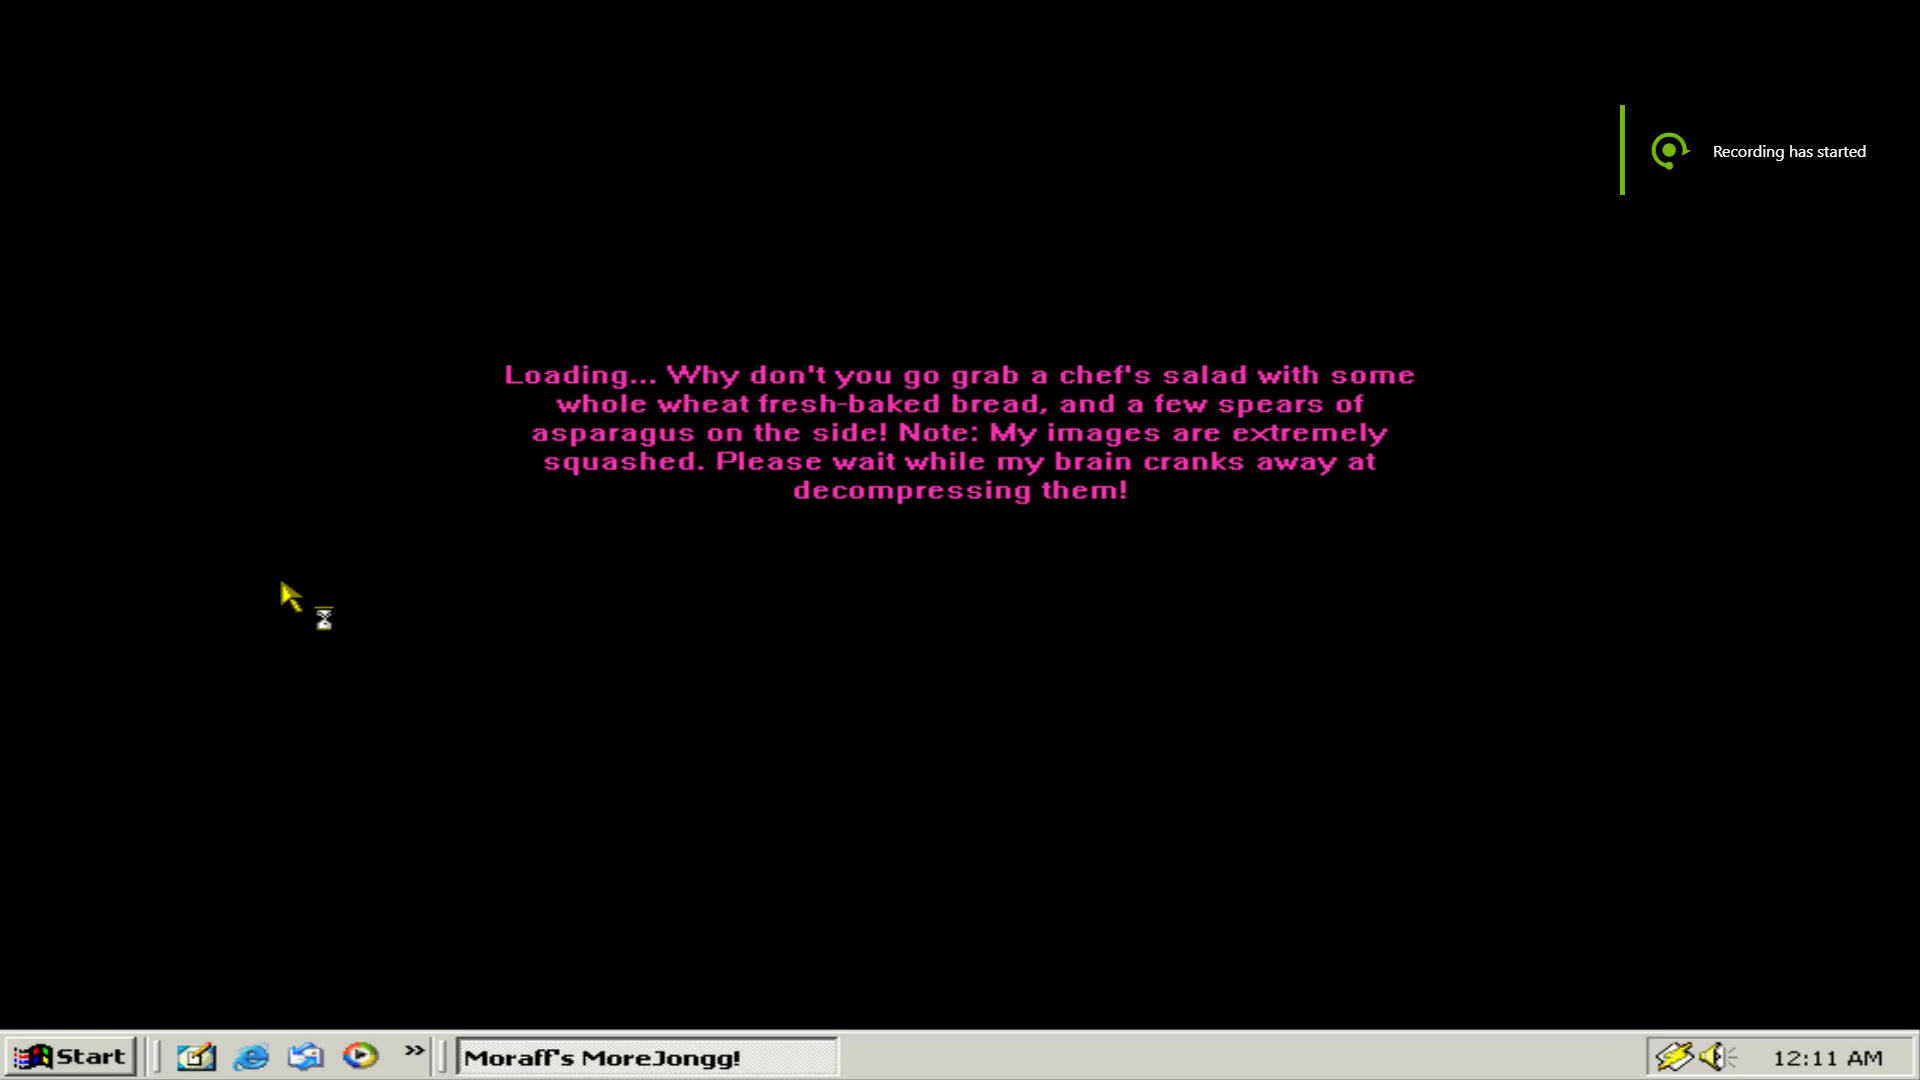 Recording has started
Loading... Why don't you go grab a chef's salad with some
whole wheat fresh-baked bread, and a few spears of
asparagus on the side! Note: My images are extremely
squashed. Please wait while my brain cranks away at
decompressing them!
Start
»
Moraff's MoreJongg!
12:11 AM